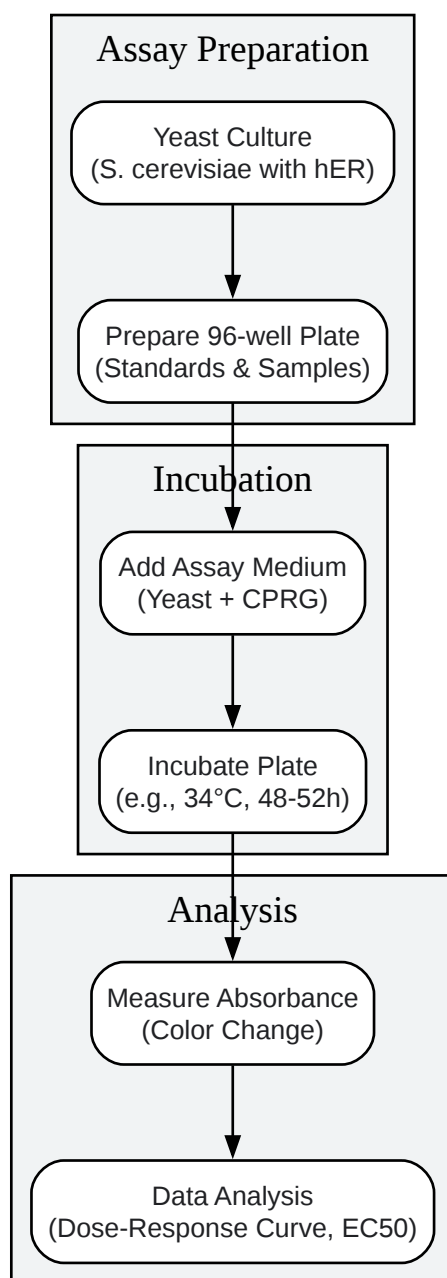 Assay Preparation
Yeast Culture
(S. cerevisiae with hER)
Prepare 96-well Plate
(Standards & Samples)
Incubation
Add Assay Medium
(Yeast + CPRG)
Incubate Plate
(e.g., 34°C, 48-52h)
Analysis
Measure Absorbance
(Color Change)
Data Analysis
(Dose-Response Curve, EC50)